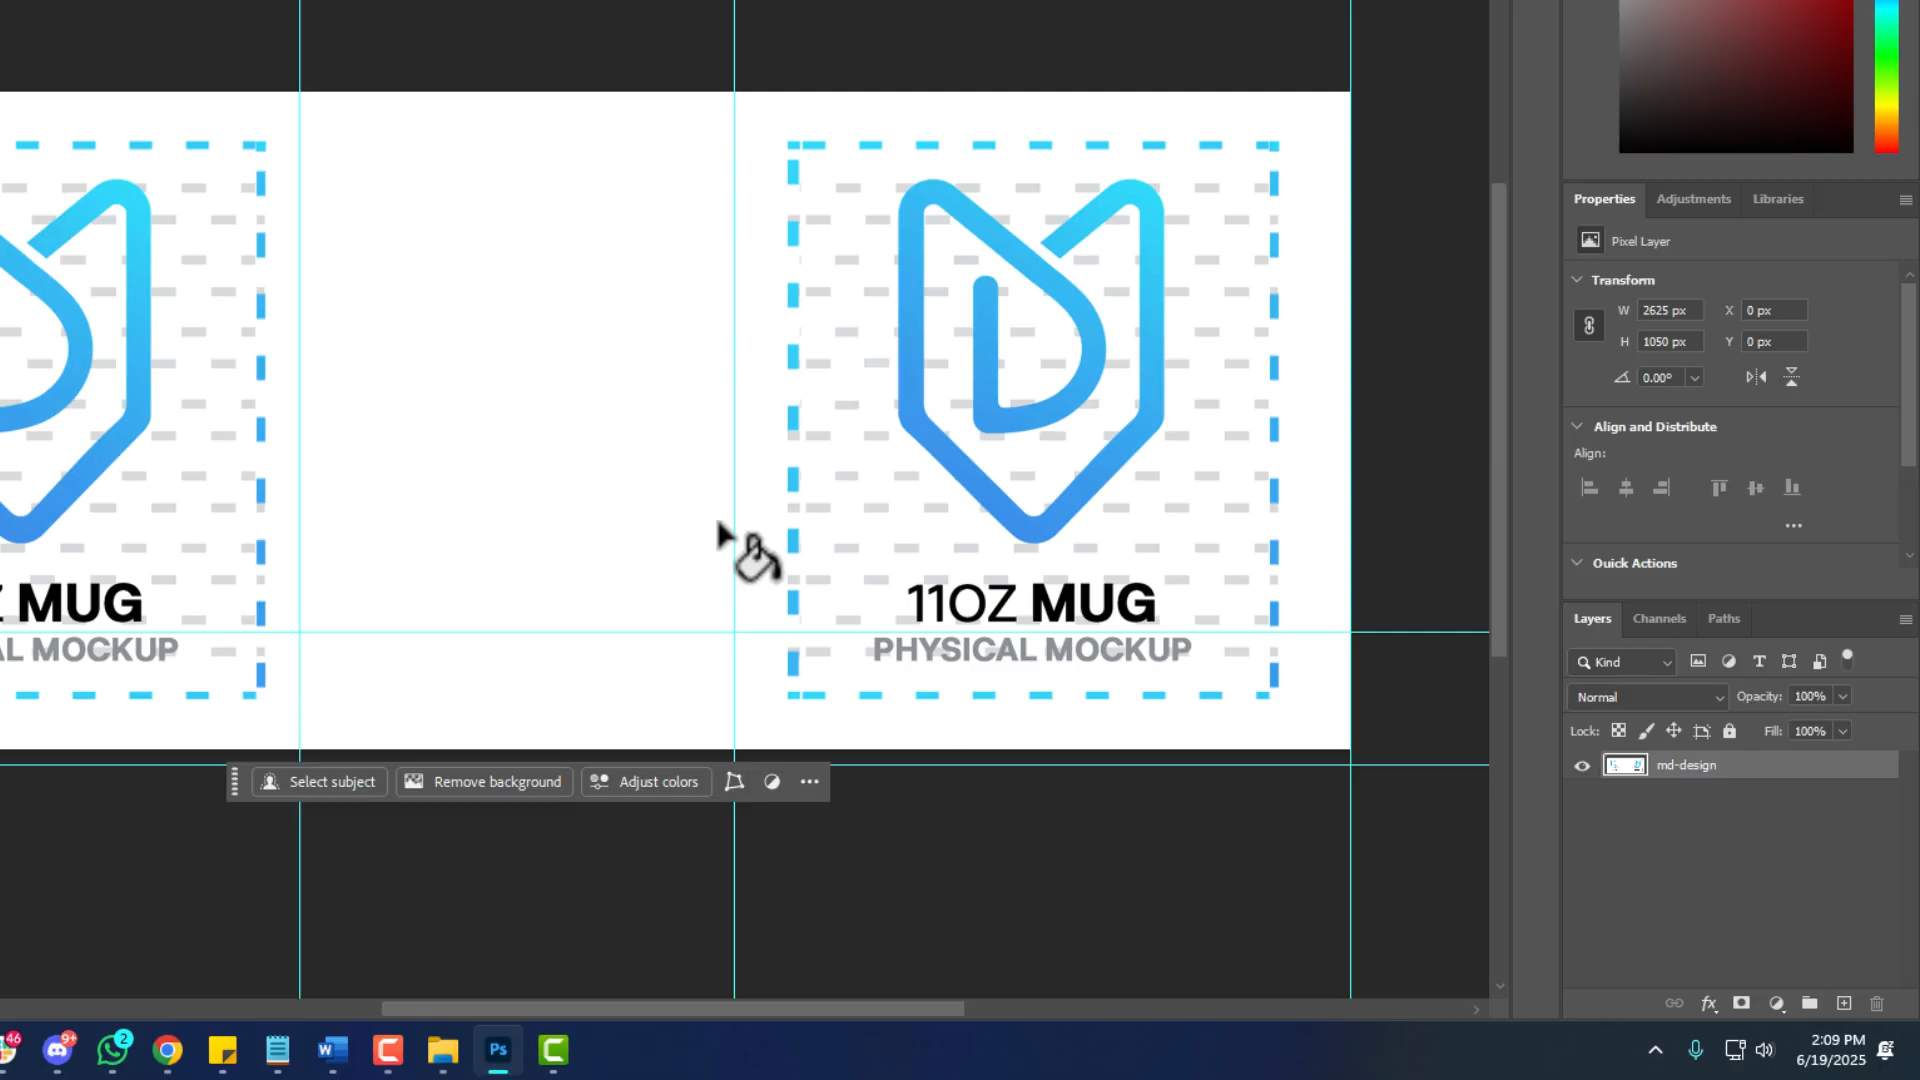 Properties
Adjustments
Libraries
Pixel Layer
Transform
W 2625 px X 0 px
H 1050 px Y 0 px
0.00°
Align and Distribute
Align:
Quick Actions
Layers
Channels
Paths
Kind
Normal
Opacity: 100%
Lock:
Fill: 100%
md-design
MUG
AL MOCKUP
11OZ MUG
PHYSICAL MOCKUP
Select subject
Remove background
Adjust colors
46
9+
2
W
Ps
2:09 PM
6/19/2025